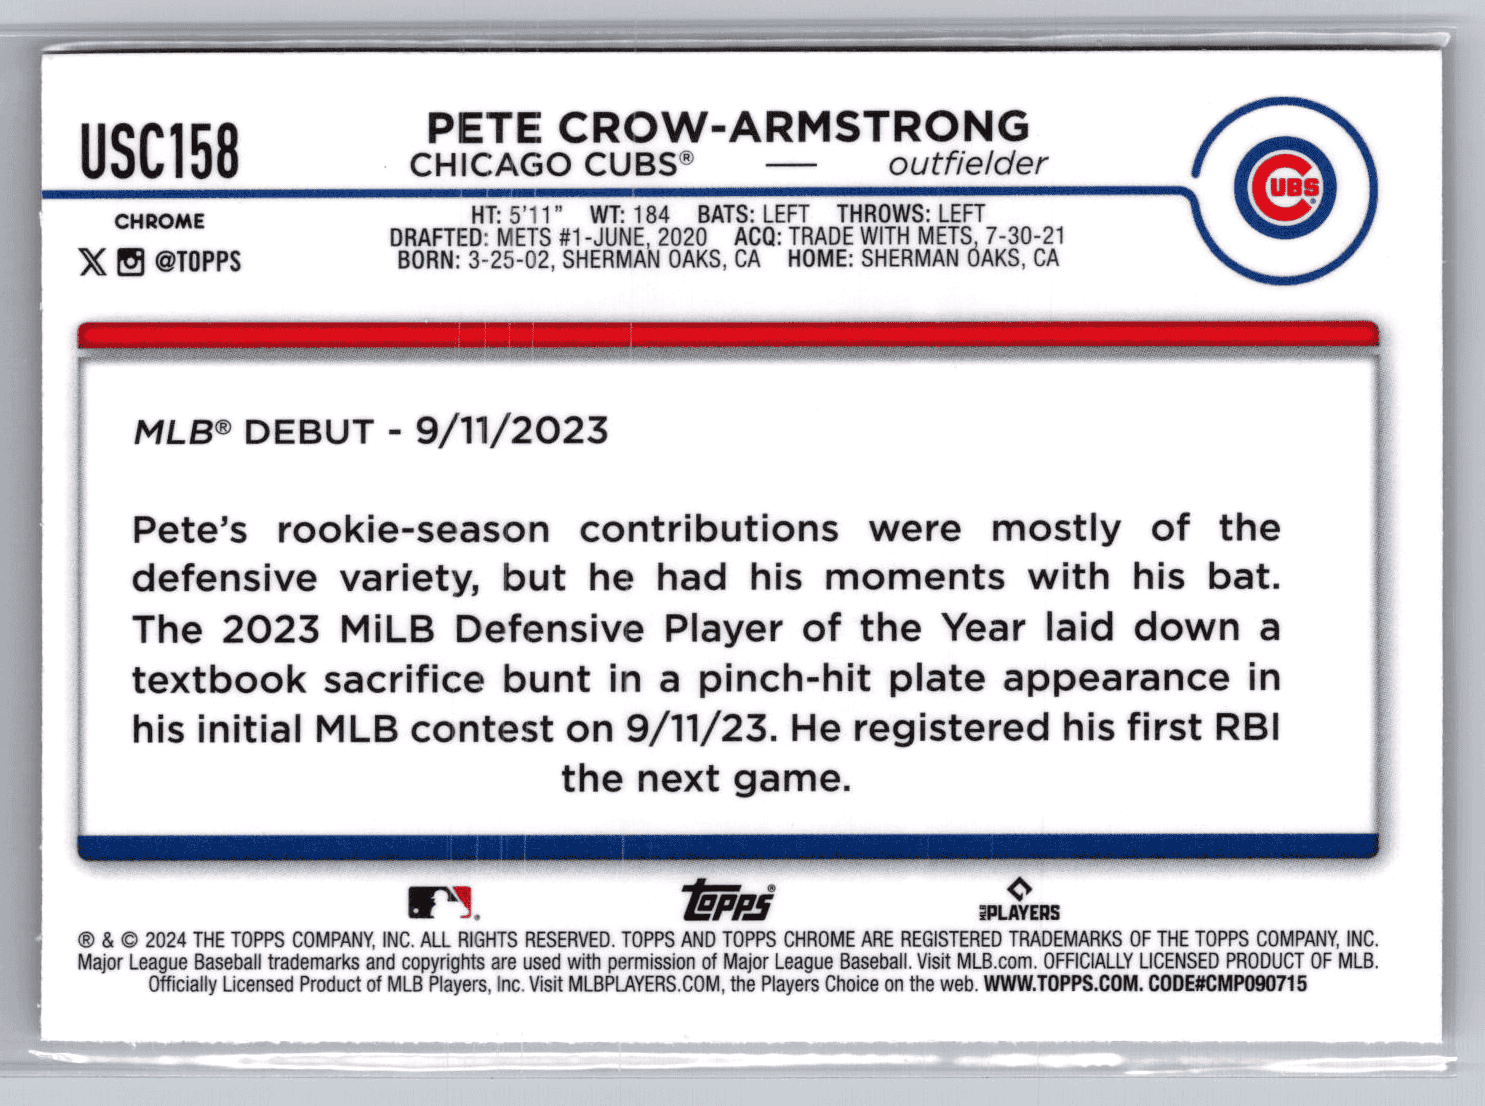 USC158
PETE CROW-ARMSTRONG
CHICAGO CUBS® — outfielder
CUBS®
CHROME
X @TOPPS
HT: 5'11" WT: 184 BATS: LEFT THROWS: LEFT
DRAFTED: METS #1-JUNE, 2020 ACQ: TRADE WITH METS, 7-30-21
BORN: 3-25-02, SHERMAN OAKS, CA HOME: SHERMAN OAKS, CA
MLB® DEBUT - 9/11/2023
Pete's rookie-season contributions were mostly of the
defensive variety, but he had his moments with his bat.
The 2023 MiLB Defensive Player of the Year laid down a
textbook sacrifice bunt in a pinch-hit plate appearance in
his initial MLB contest on 9/11/23. He registered his first RBI
the next game.
Topps®
MLB PLAYERS
® & © 2024 THE TOPPS COMPANY, INC. ALL RIGHTS RESERVED. TOPPS AND TOPPS CHROME ARE REGISTERED TRADEMARKS OF THE TOPPS COMPANY, INC.
Major League Baseball trademarks and copyrights are used with permission of Major League Baseball. Visit MLB.com. OFFICIALLY LICENSED PRODUCT OF MLB.
Officially Licensed Product of MLB Players, Inc. Visit MLBPLAYERS.COM, the Players Choice on the web. WWW.TOPPS.COM. CODE#CMP090715